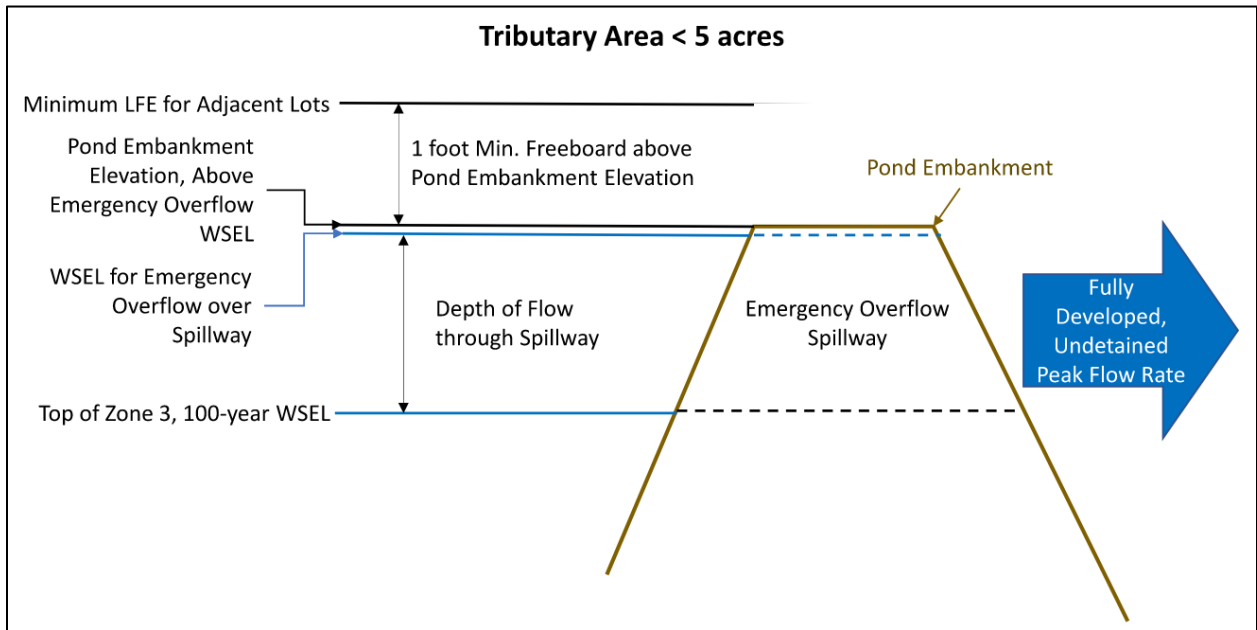 Tributary Area < 5 acres
Minimum LFE for Adjacent Lots
Pond Embankment
Elevation, Above
Emergency Overflow
WSEL
1 foot Min. Freeboard above
Pond Embankment Elevation
Pond Embankment
WSEL for Emergency
Overflow over
Spillway
Depth of Flow
through Spillway
Emergency Overflow
Spillway
Fully
Developed,
Undetained
Peak Flow Rate
Top of Zone 3, 100-year WSEL